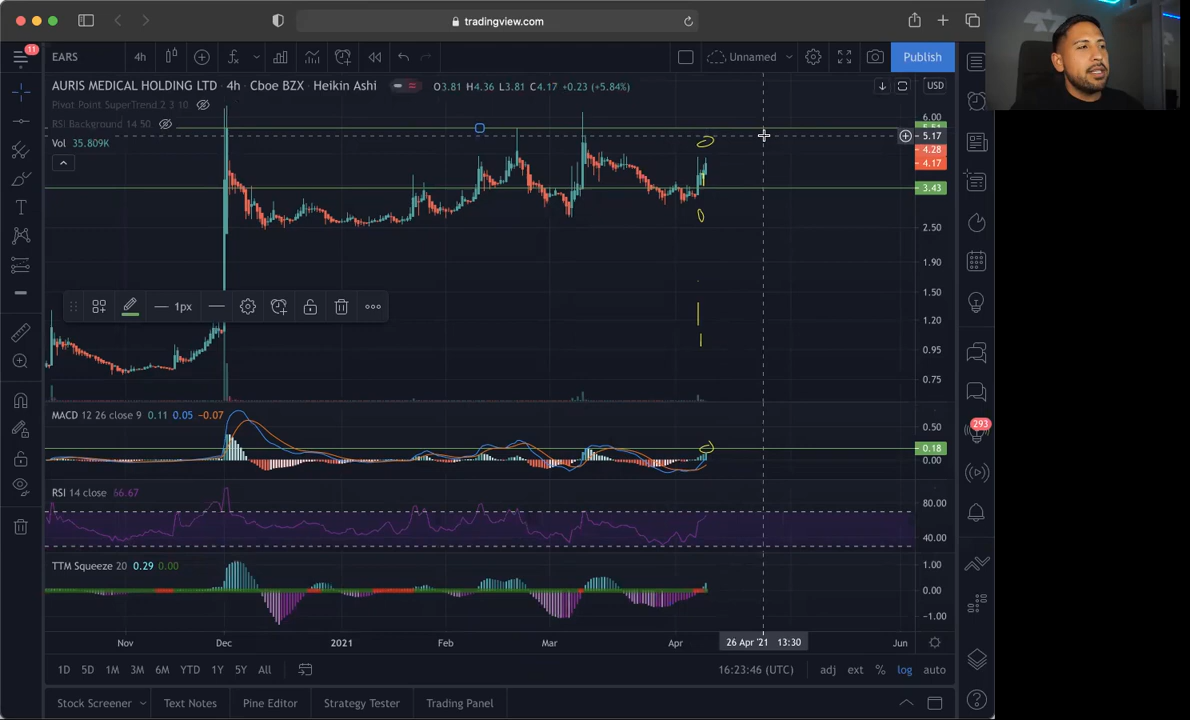 tradingview.com
11
EARS 4h Unnamed Publish
AURIS MEDICAL HOLDING LTD · 4h · Cboe BZX · Heikin Ashi O3.81 H4.36 L3.81 C4.17 +0.23 (+5.84%) USD
Pivot Point SuperTrend 2 3 10
RSI Background 14 50
Vol 35.809K
6.00
5.17
4.28
4.17
3.43
2.50
1.90
1.50
1px
1.20
0.95
0.75
MACD 12 26 close 9 0.11 0.05 −0.07
0.50
293
0.18
0.00
RSI 14 close 66.67
80.00
40.00
TTM Squeeze 20 0.29 0.00
1.00
0.00
−1.00
Nov Dec 2021 Feb Mar Apr 26 Apr '21 13:30 Jun
1D 5D 1M 3M 6M YTD 1Y 5Y All 16:23:46 (UTC) adj ext % log auto
Stock Screener Text Notes Pine Editor Strategy Tester Trading Panel